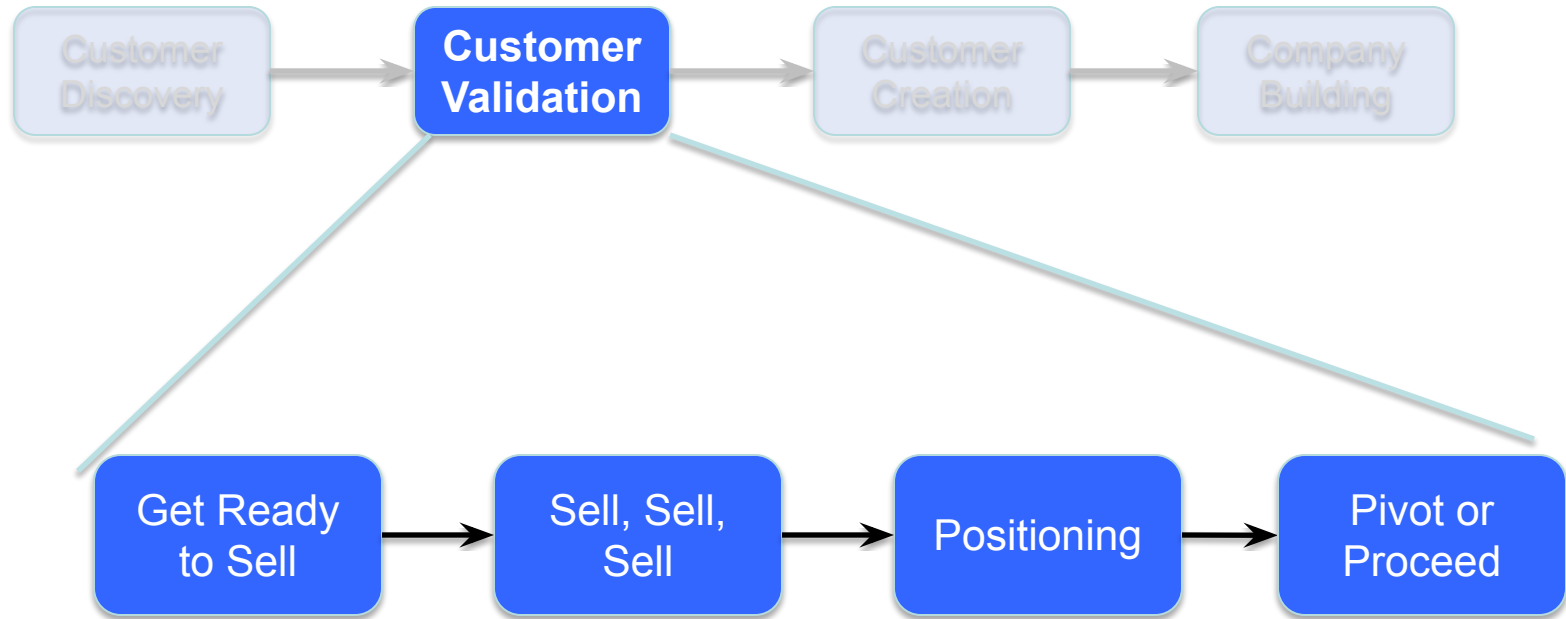 Customer
Discovery
Customer
Validation
Customer
Creation
Company
Building
Get Ready
to Sell
Sell, Sell,
Sell
Positioning
Pivot or
Proceed